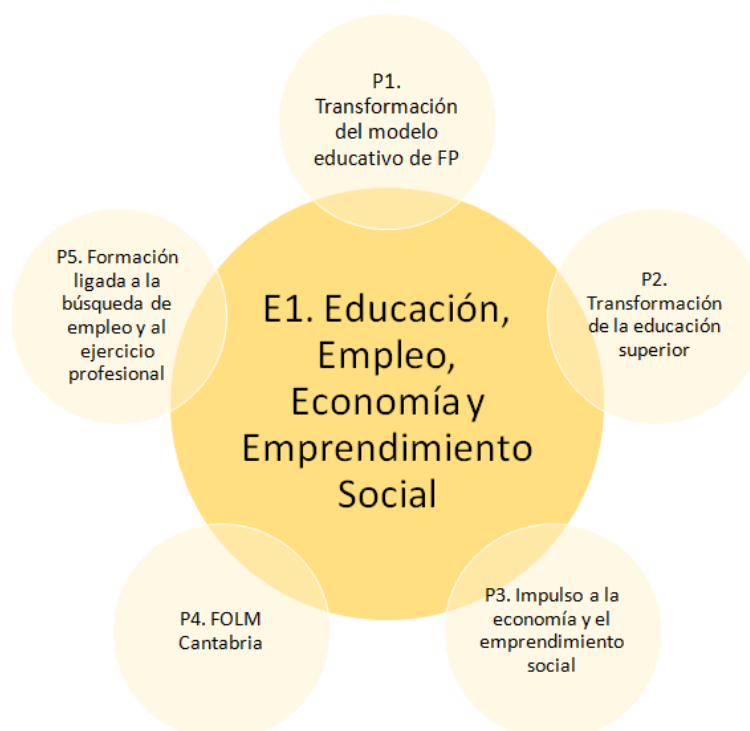 P1.
Transformación
del modelo
educativo de FP
P5. Formación
ligada a la
búsqueda de
empleo y al
ejercicio
profesional
E1. Educación,
Empleo,
Economía y
Emprendimiento
Social
P2.
Transformación
de la educación
superior
P4. FOLM
Cantabria
P3. Impulso a la
economía y el
emprendimiento
social